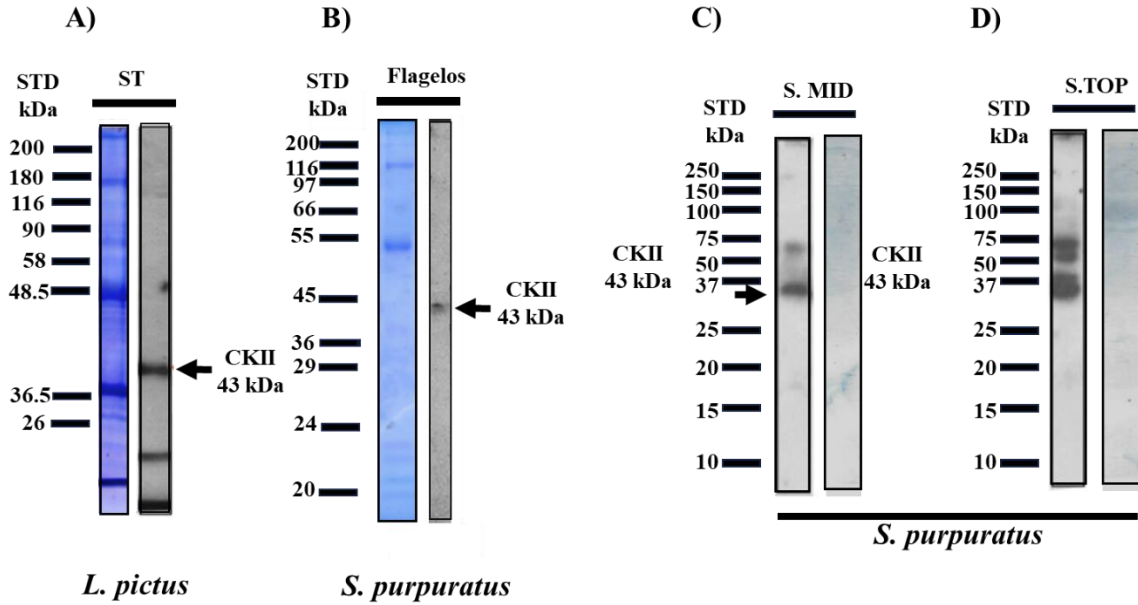 A)
ST
STD
kDa
200
180
116
90
58
48.5
36.5
26
CKII
43 kDa
L. pictus
B)
Flagelos
STD
kDa
200
116
97
66
55
45
36
29
24
20
CKII
43 kDa
S. purpuratus
C)
S. MID
STD
kDa
250
150
100
75
50
37
25
20
15
10
CKII
43 kDa
D)
S.TOP
STD
kDa
250
150
100
75
50
37
25
20
15
10
CKII
43 kDa
S. purpuratus